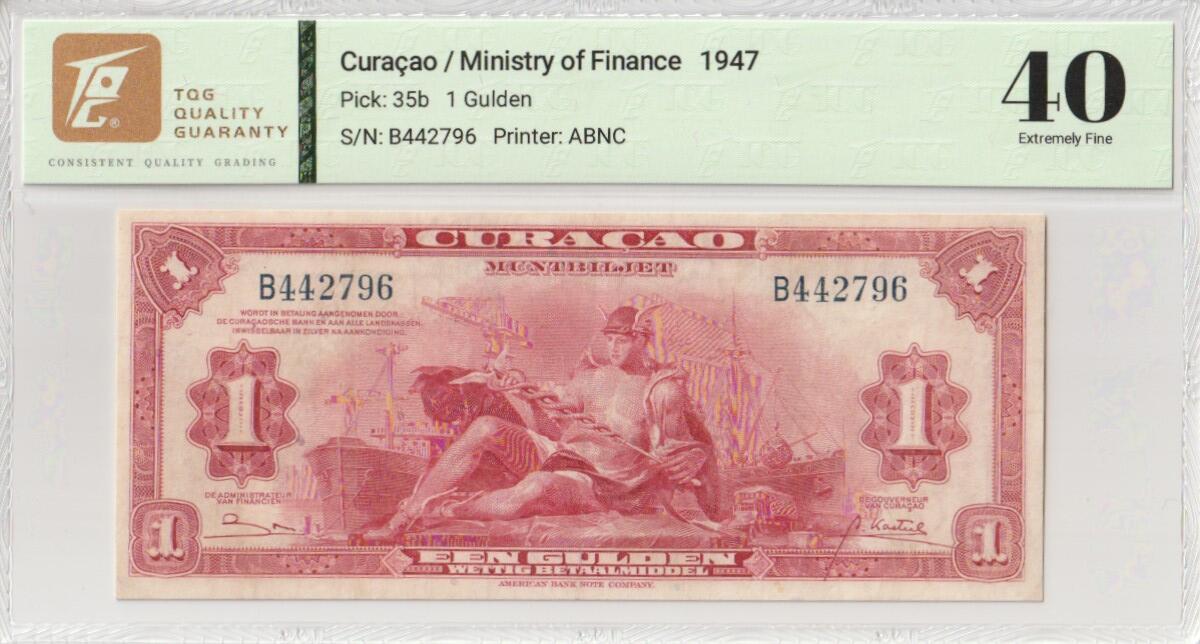 TQG
QUALITY
GUARANTY
CONSISTENT QUALITY GRADING
Curaçao / Ministry of Finance 1947
Pick: 35b 1 Gulden
S/N: B442796 Printer: ABNC
40
Extremely Fine
CURAÇAO
MUNTBILJET
B442796
B442796
WORDT IN BETALING AANGENOMEN DOOR
DE CURAÇAOSCHE BANK EN AAN ALLE LANDSKASSEN.
INWISSELBAAR IN ZILVER NA AANKONDIGING.
1
1
DE ADMINISTRATEUR
VAN FINANCIEN
DE GOUVERNEUR
VAN CURAÇAO
1
1
EEN GULDEN
WETTIG BETAALMIDDEL
AMERICAN BANK NOTE COMPANY.